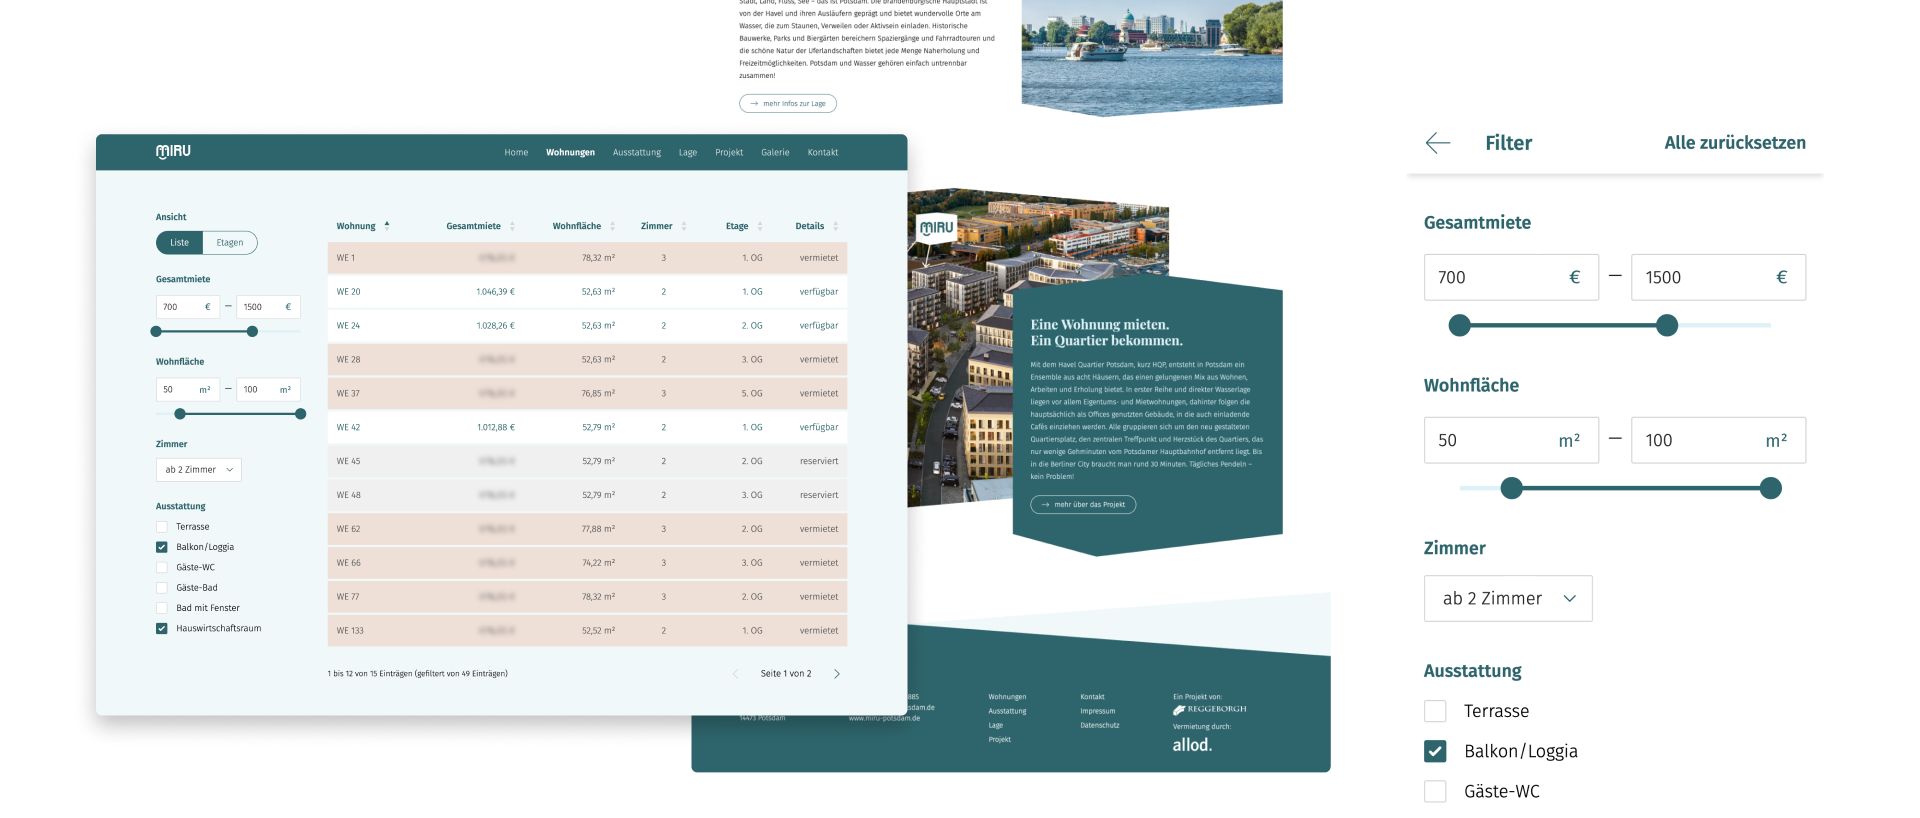 Stadt, Land, Fluss, See – das ist Potsdam. Die brandenburgische Hauptstadt ist
von der Havel und ihren Ausläufern geprägt und bietet wundervolle Orte am
Wasser, die zum Staunen, Verweilen oder Aktivsein einladen. Historische
Bauwerke, Parks und Biergärten bereichern Spaziergänge und Fahrradtouren und
die schöne Natur der Uferlandschaften bietet jede Menge Naherholung und
Freizeitmöglichkeiten. Potsdam und Wasser gehören einfach untrennbar
zusammen!
→ mehr Infos zur Lage
MIRU
Home Wohnungen Ausstattung Lage Projekt Galerie Kontakt
Ansicht
Liste Etagen
Gesamtmiete
700 € – 1500 €
Wohnfläche
50 m² – 100 m²
Zimmer
ab 2 Zimmer
Ausstattung
Terrasse
Balkon/Loggia
Gäste-WC
Gäste-Bad
Bad mit Fenster
Hauswirtschaftsraum
Wohnung Gesamtmiete Wohnfläche Zimmer Etage Details
WE 1 78,32 m² 3 1. OG vermietet
WE 20 1.046,39 € 52,63 m² 2 1. OG verfügbar
WE 24 1.028,26 € 52,63 m² 2 2. OG verfügbar
WE 28 52,63 m² 2 3. OG vermietet
WE 37 76,85 m² 3 5. OG vermietet
WE 42 1.012,88 € 52,79 m² 2 1. OG verfügbar
WE 45 52,79 m² 2 2. OG reserviert
WE 48 52,79 m² 2 3. OG reserviert
WE 62 77,88 m² 3 2. OG vermietet
WE 66 74,22 m² 3 3. OG vermietet
WE 77 78,32 m² 3 2. OG vermietet
WE 133 52,52 m² 2 1. OG vermietet
1 bis 12 von 15 Einträgen (gefiltert von 49 Einträgen)
Seite 1 von 2
MIRU
Eine Wohnung mieten.
Ein Quartier bekommen.
Mit dem Havel Quartier Potsdam, kurz HQP, entsteht in Potsdam ein
Ensemble aus acht Häusern, das einen gelungenen Mix aus Wohnen,
Arbeiten und Erholung bietet. In erster Reihe und direkter Wasserlage
liegen vor allem Eigentums- und Mietwohnungen, dahinter folgen die
hauptsächlich als Offices genutzten Gebäude, in die auch einladende
Cafés einziehen werden. Alle gruppieren sich um den neu gestalteten
Quartiersplatz, den zentralen Treffpunkt und Herzstück des Quartiers, das
nur wenige Gehminuten vom Potsdamer Hauptbahnhof entfernt liegt. Bis
in die Berliner City braucht man rund 30 Minuten. Tägliches Pendeln –
kein Problem!
→ mehr über das Projekt
14473 Potsdam
885
sdam.de
www.miru-potsdam.de
Wohnungen
Ausstattung
Lage
Projekt
Kontakt
Impressum
Datenschutz
Ein Projekt von:
REGGEBORGH
Vermietung durch:
allod.
Filter Alle zurücksetzen
Gesamtmiete
700 € – 1500 €
Wohnfläche
50 m² – 100 m²
Zimmer
ab 2 Zimmer
Ausstattung
Terrasse
Balkon/Loggia
Gäste-WC